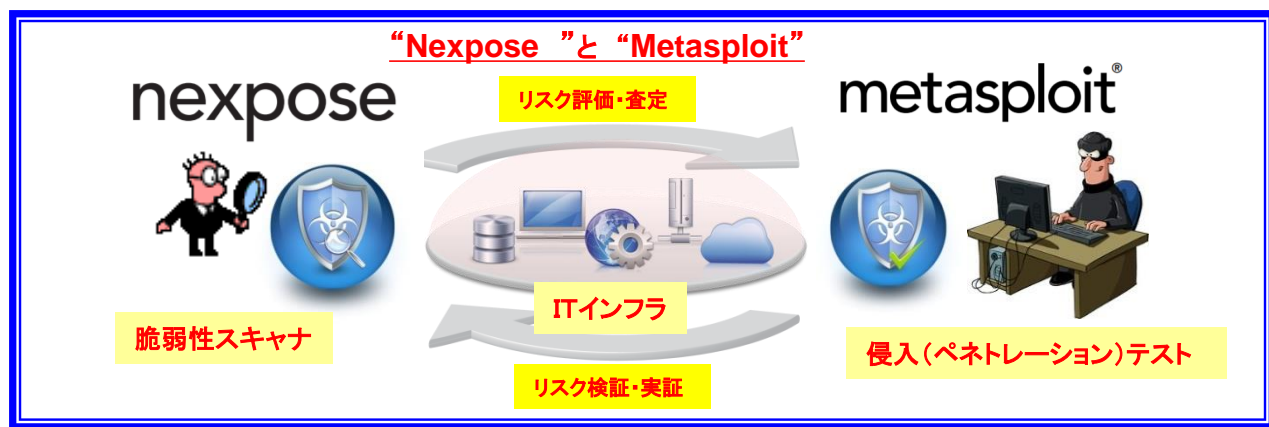 “Nexpose ”と “Metasploit”
nexpose
リスク評価・査定
metasploit®
ITインフラ
脆弱性スキャナ
侵入(ペネトレーション)テスト
リスク検証・実証